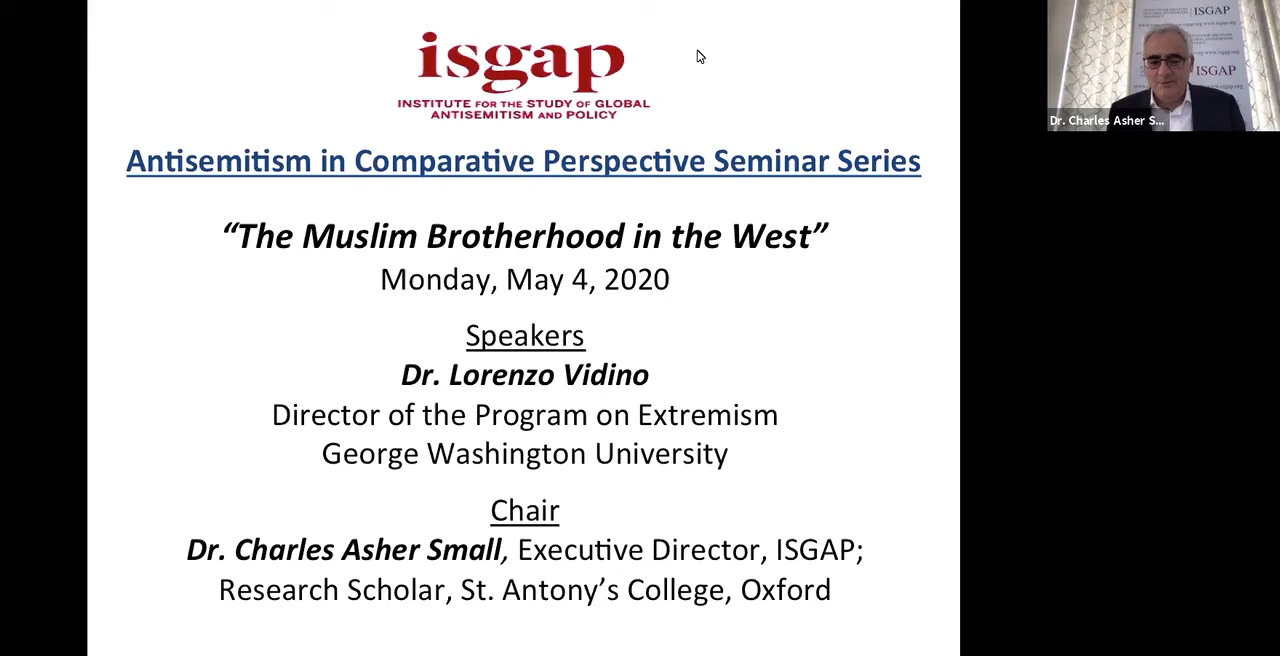 isgap
INSTITUTE FOR THE STUDY OF GLOBAL
ANTISEMITISM AND POLICY
Antisemitism in Comparative Perspective Seminar Series
“The Muslim Brotherhood in the West”
Monday, May 4, 2020
Speakers
Dr. Lorenzo Vidino
Director of the Program on Extremism
George Washington University
Chair
Dr. Charles Asher Small, Executive Director, ISGAP;
Research Scholar, St. Antony’s College, Oxford
ISGAP
ISGAP
Dr. Charles Asher S...